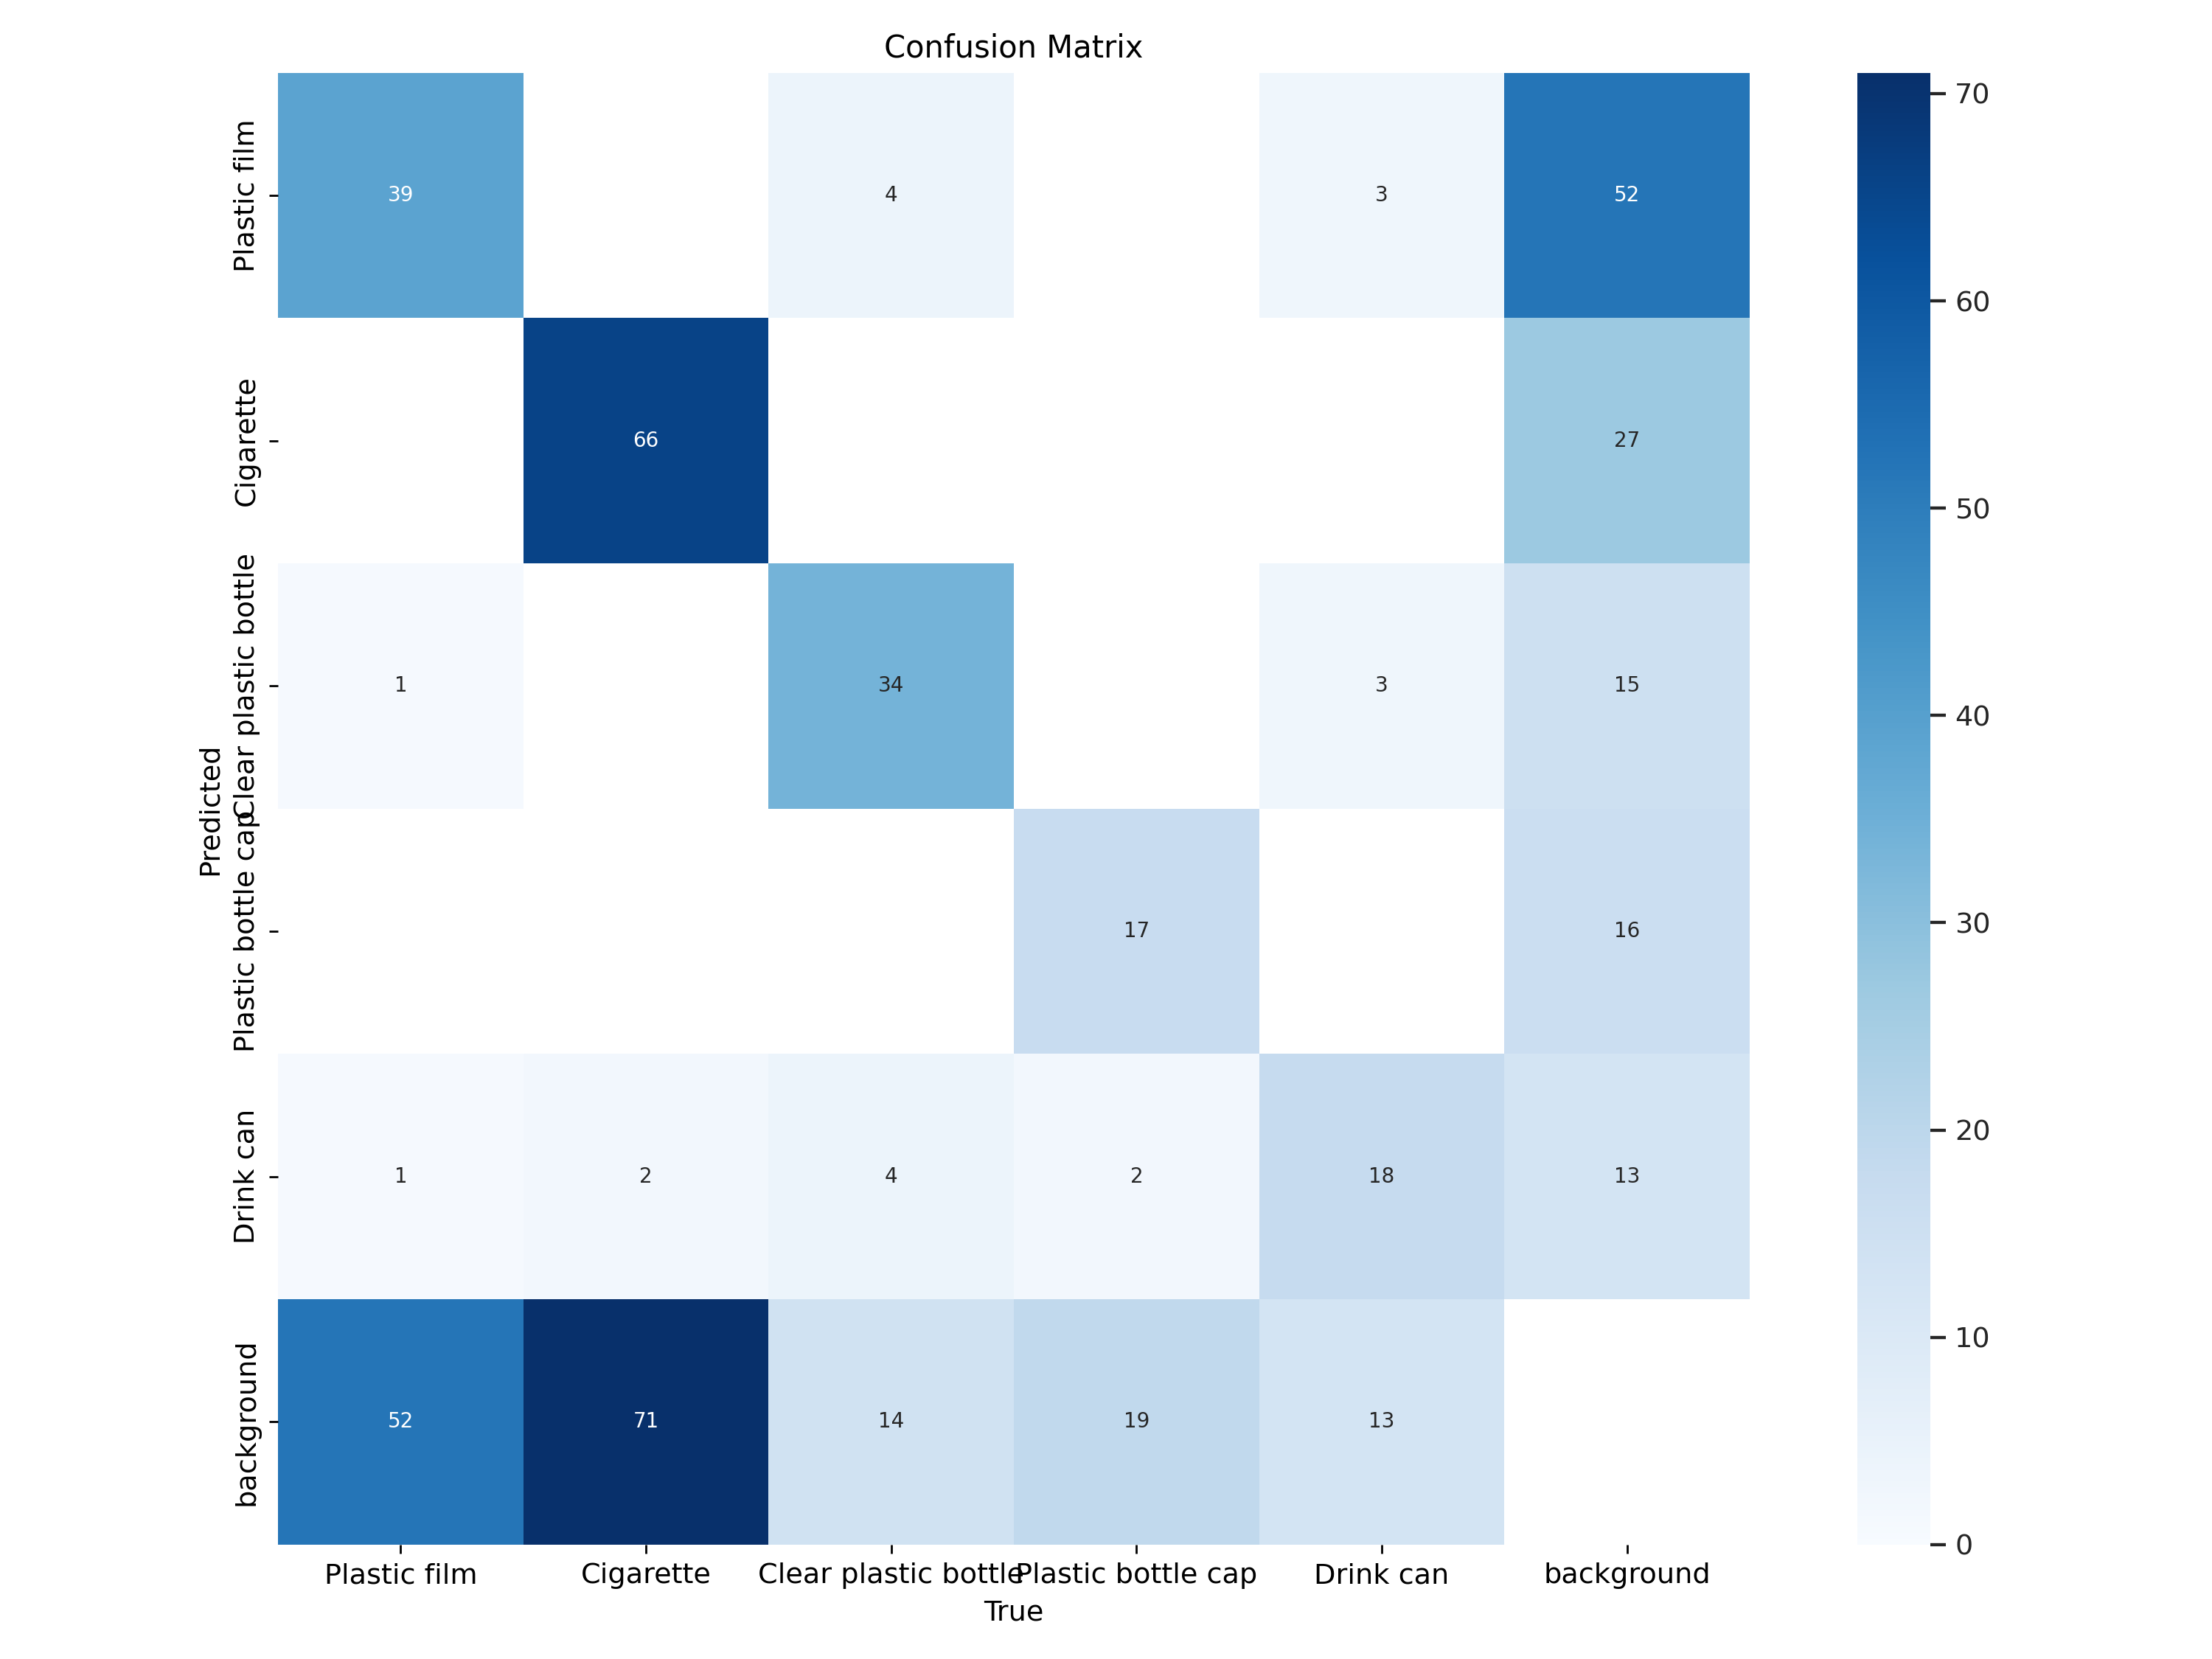 Confusion Matrix
Predicted
Plastic film
39
4
3
52
70
60
Cigarette
66
27
50
Clear plastic bottle
1
34
3
15
40
Plastic bottle cap
17
16
30
Drink can
1
2
4
2
18
13
20
background
52
71
14
19
13
10
0
Plastic film
Cigarette
Clear plastic bottle
Plastic bottle cap
Drink can
background
True